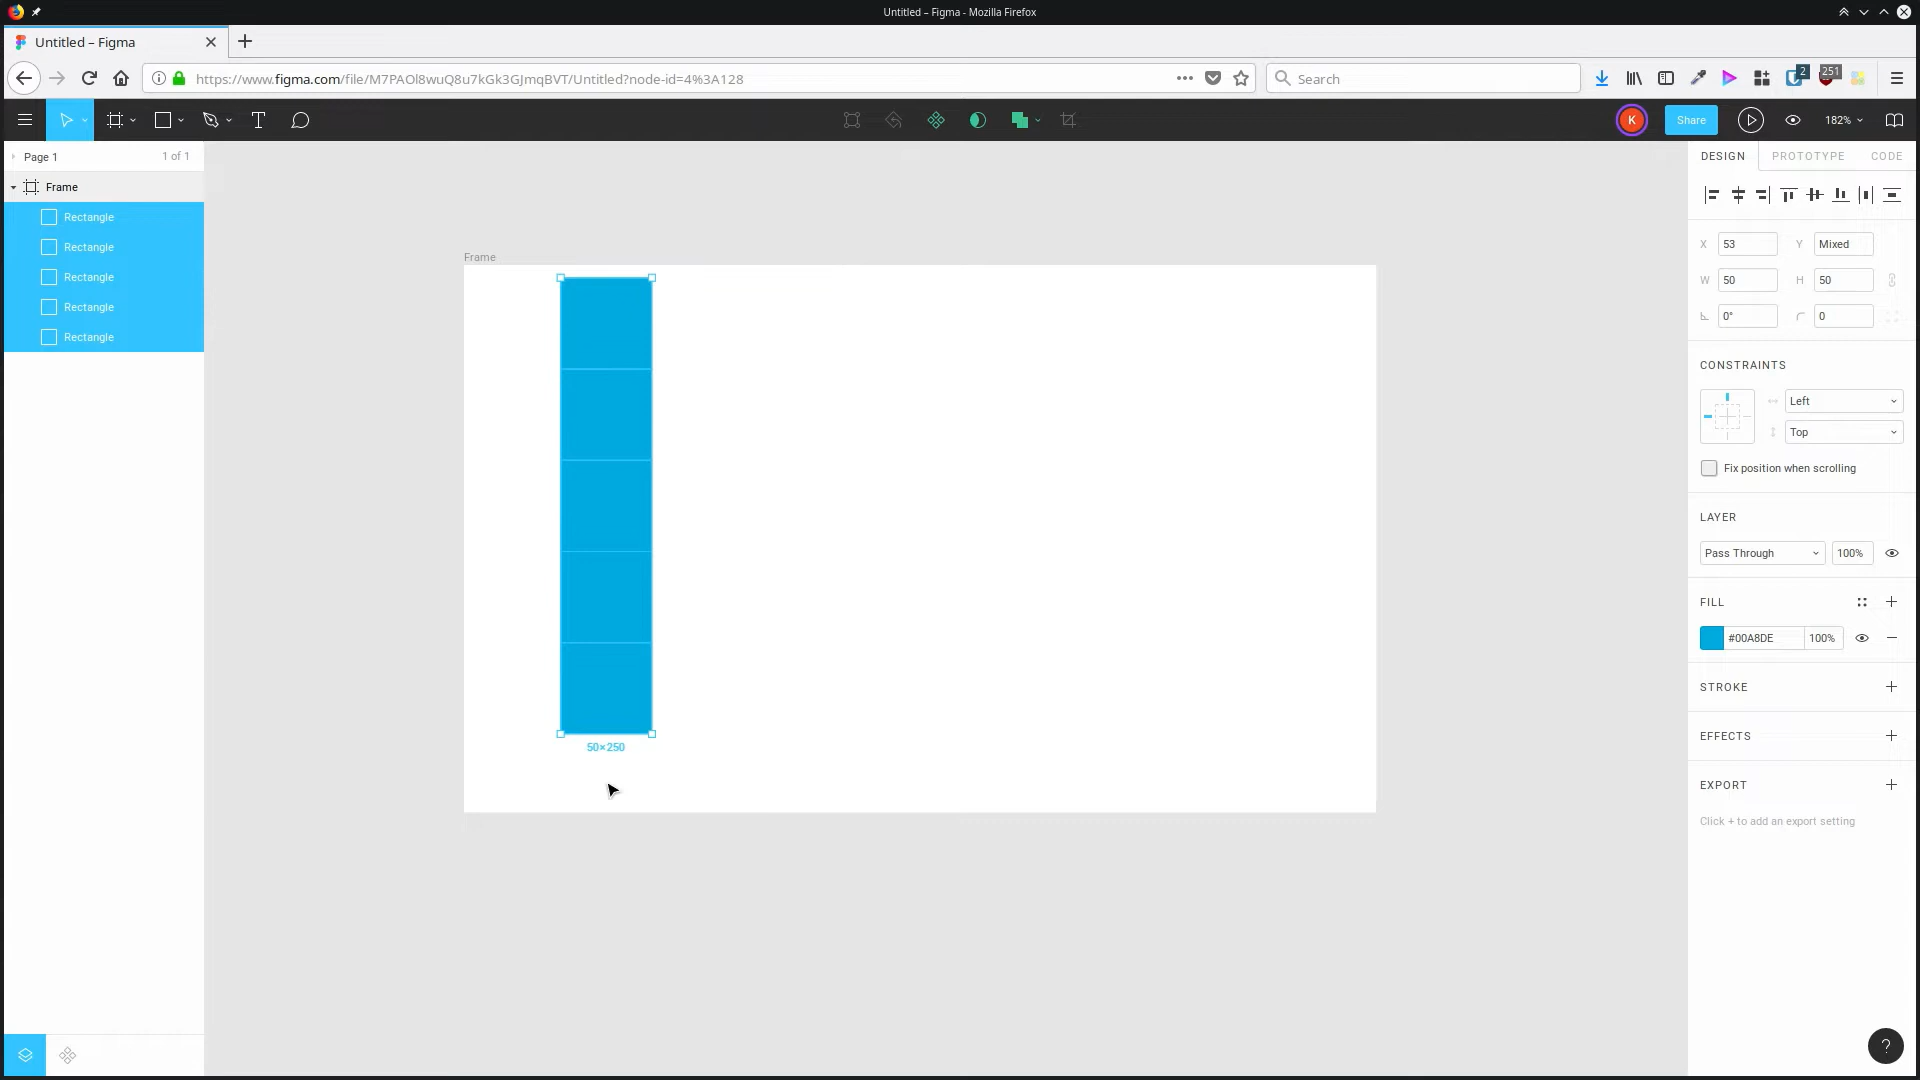 Untitled – Figma - Mozilla Firefox
Untitled – Figma
https://www.figma.com/file/M7PAOl8wuQ8u7kGk3GJmqBVT/Untitled?node-id=4%3A128
Search
2
251
K
Share
182%
Page 1
1 of 1
Frame
Rectangle
Rectangle
Rectangle
Rectangle
Rectangle
Frame
50×250
DESIGN
PROTOTYPE
CODE
X 53 Y Mixed
W 50 H 50
0° 0
CONSTRAINTS
Left
Top
Fix position when scrolling
LAYER
Pass Through 100%
FILL
#00A8DE 100%
STROKE
EFFECTS
EXPORT
Click + to add an export setting
?